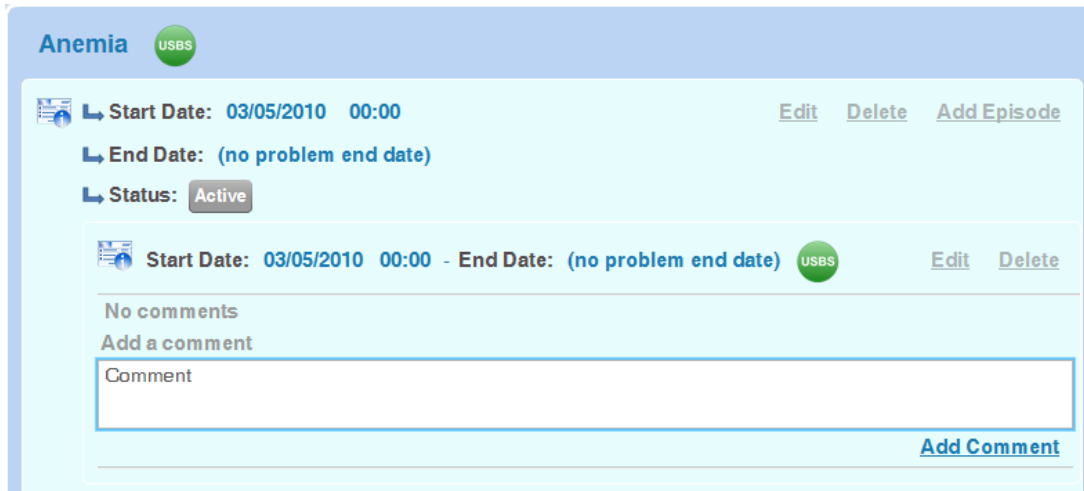 Anemia USBS
Start Date: 03/05/2010 00:00 Edit Delete Add Episode
End Date: (no problem end date)
Status: Active
Start Date: 03/05/2010 00:00 - End Date: (no problem end date) USBS Edit Delete
No comments
Add a comment
Comment
Add Comment